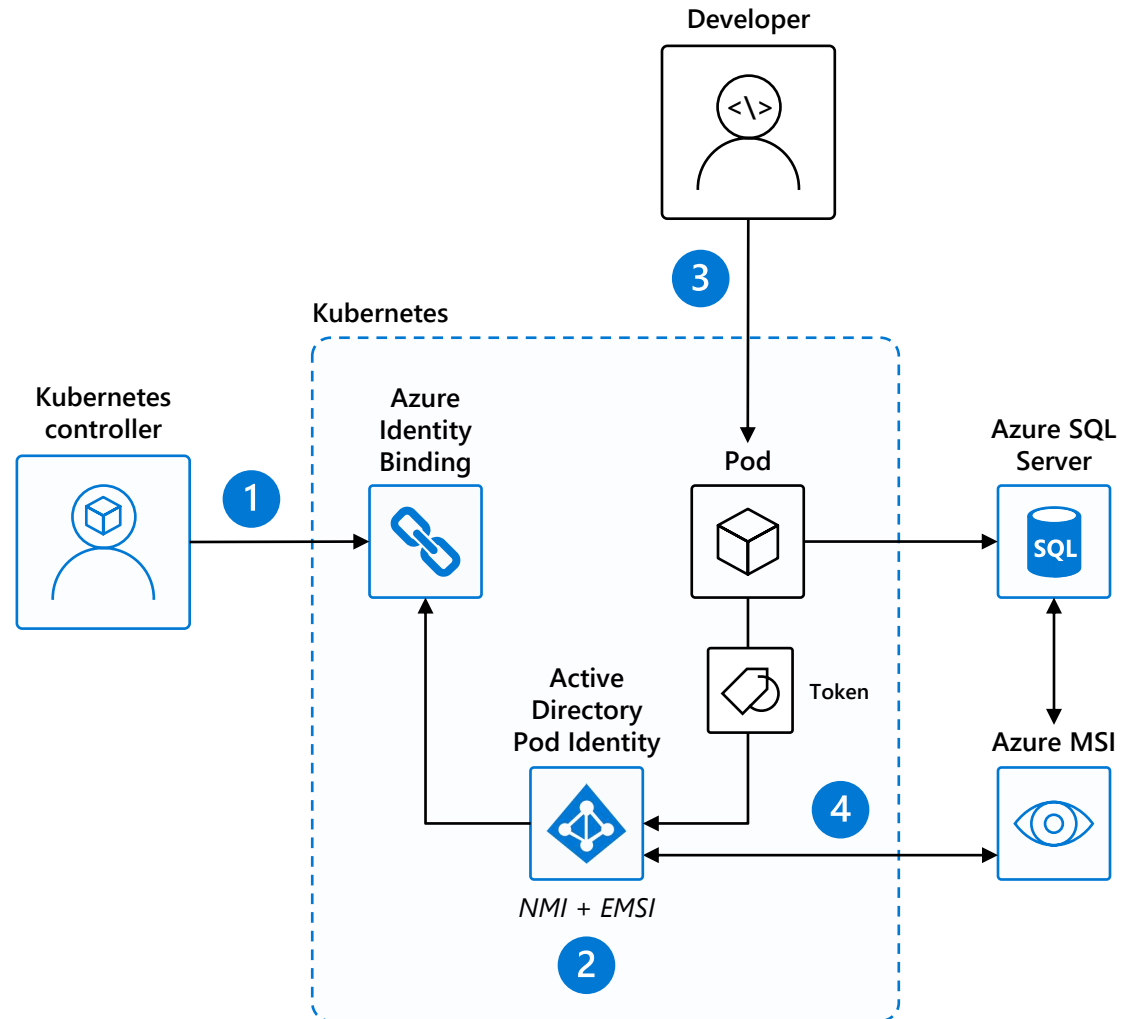 Developer
</>
3
Kubernetes
Kubernetes
controller
1
Azure
Identity
Binding
Pod
Azure SQL
Server
SQL
Token
Active
Directory
Pod Identity
4
Azure MSI
NMI + EMSI
2